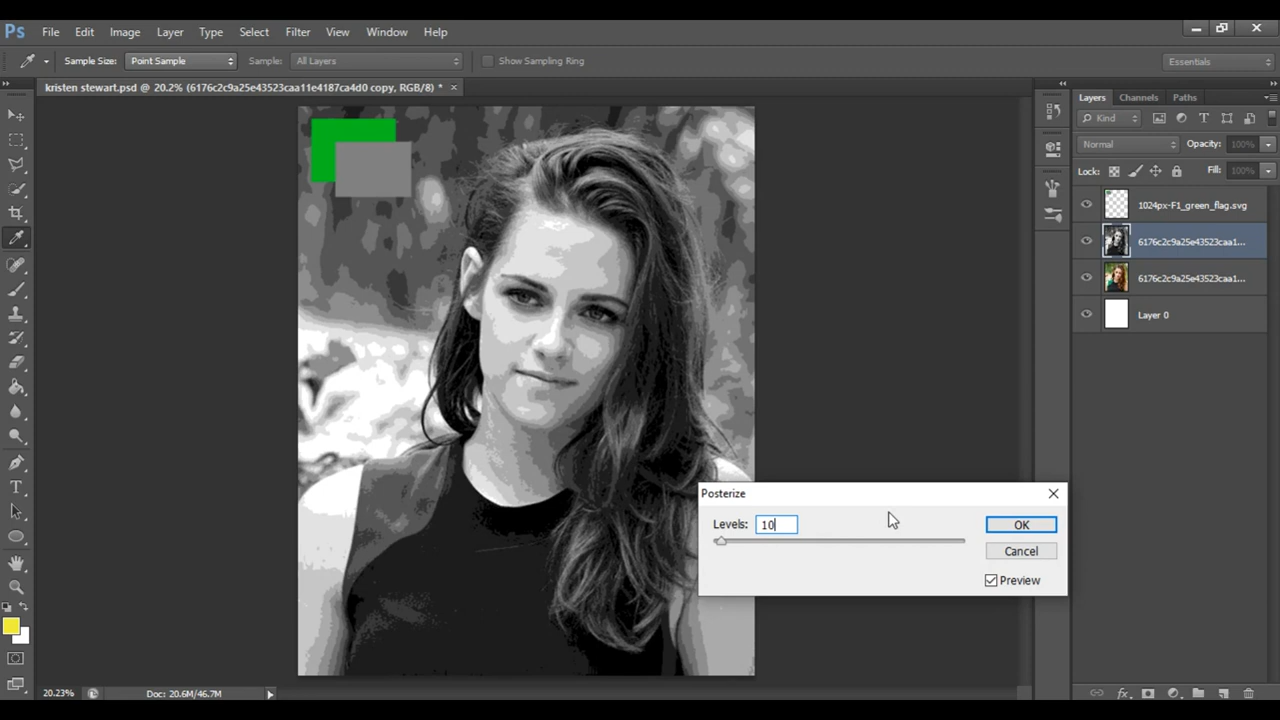 Ps File Edit Image Layer Type Select Filter View Window Help
Sample Size: Point Sample Sample: All Layers Show Sampling Ring Essentials
kristen stewart.psd @ 20.2% (6176c2c9a25e43523caa11e4187ca4d0 copy, RGB/8) * ×
Layers Channels Paths
Kind
Normal Opacity: 100%
Lock: Fill: 100%
1024px-F1_green_flag.svg
6176c2c9a25e43523caa1...
6176c2c9a25e43523caa1...
Layer 0
Posterize
Levels: 10 OK
Cancel
Preview
20.23% Doc: 20.6M/46.7M